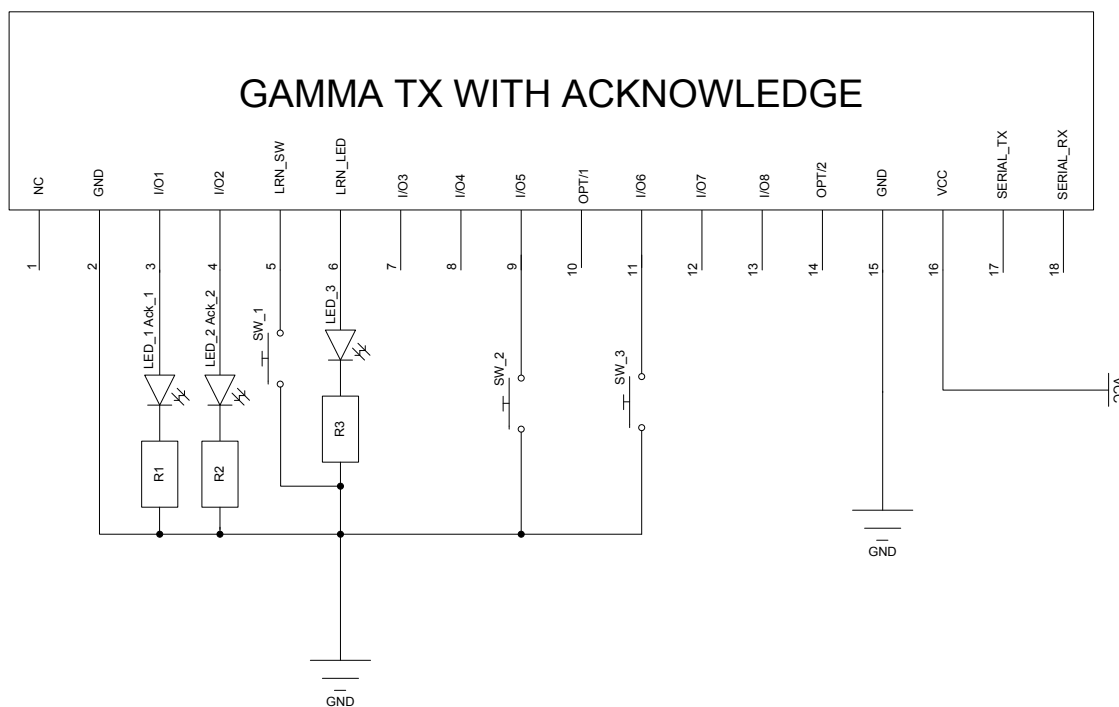 GAMMA TX WITH ACKNOWLEDGE
NC
GND
I/O1
I/O2
LRN_SW
LRN_LED
I/O3
I/O4
I/O5
OPT/1
I/O6
I/O7
I/O8
OPT/2
GND
VCC
SERIAL_TX
SERIAL_RX
1
2
3
4
5
6
7
8
9
10
11
12
13
14
15
16
17
18
LED_1 Ack_1
LED_2 Ack_2
SW_1
LED_3
SW_2
SW_3
VCC
R1
R2
R3
GND
GND